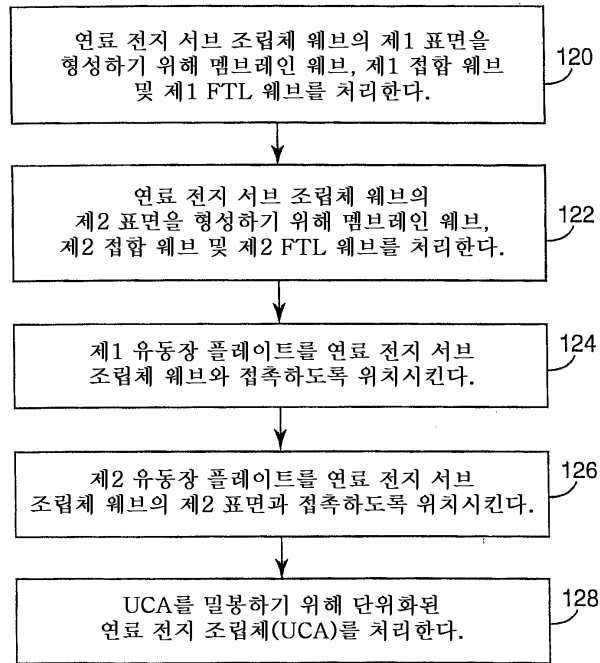 연료 전지 서브 조립체 웨브의 제1 표면을
형성하기 위해 멤브레인 웨브, 제1 접합 웨브
및 제1 FTL 웨브를 처리한다.
120
연료 전지 서브 조립체 웨브의
제2 표면을 형성하기 위해 멤브레인 웨브,
제2 접합 웨브 및 제2 FTL 웨브를 처리한다.
122
제1 유동장 플레이트를 연료 전지 서브
조립체 웨브와 접촉하도록 위치시킨다.
124
제2 유동장 플레이트를 연료 전지 서브
조립체 웨브의 제2 표면과 접촉하도록 위치시킨다.
126
UCA를 밀봉하기 위해 단위화된
연료 전지 조립체(UCA)를 처리한다.
128